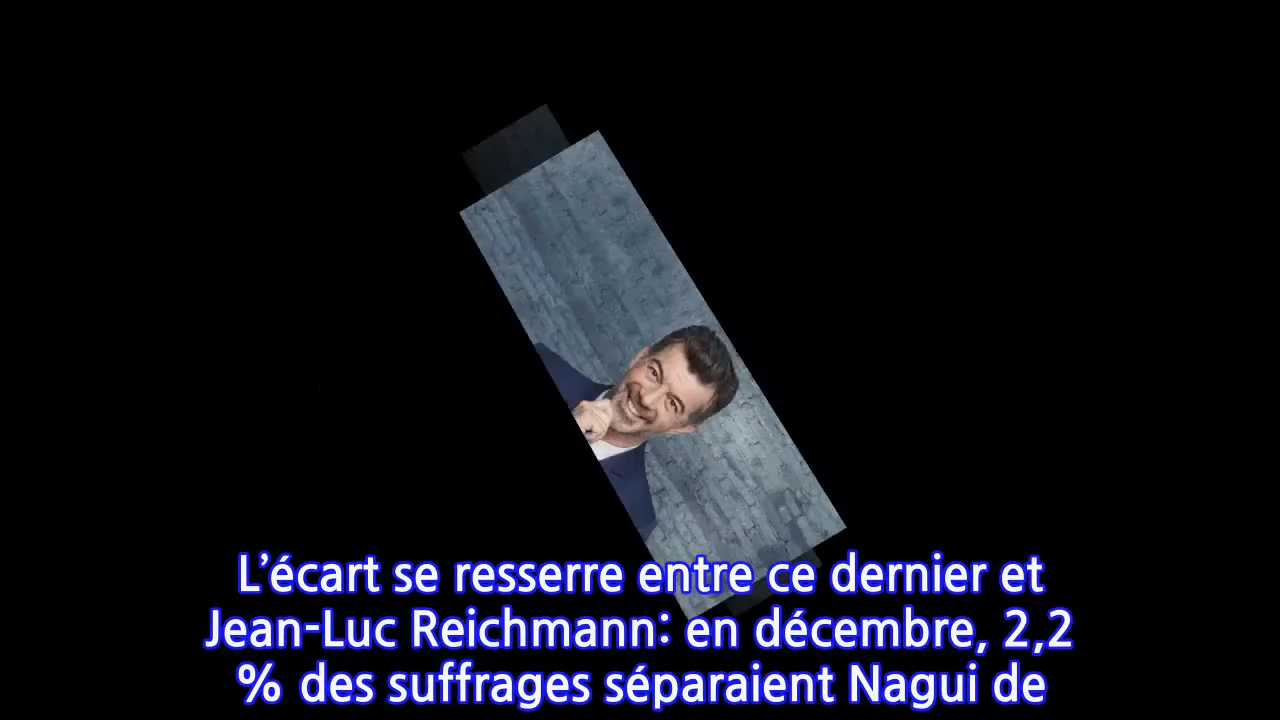 L’écart se resserre entre ce dernier et
Jean-Luc Reichmann: en décembre, 2,2
% des suffrages séparaient Nagui de